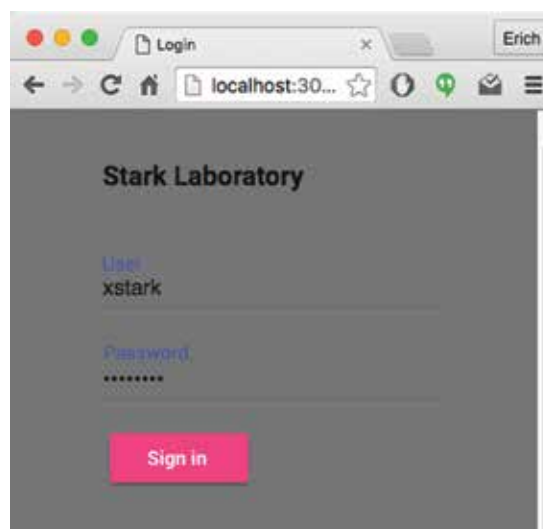 Login
Erich
localhost:30...
Stark Laboratory
User
xstark
Password
••••••••
Sign in